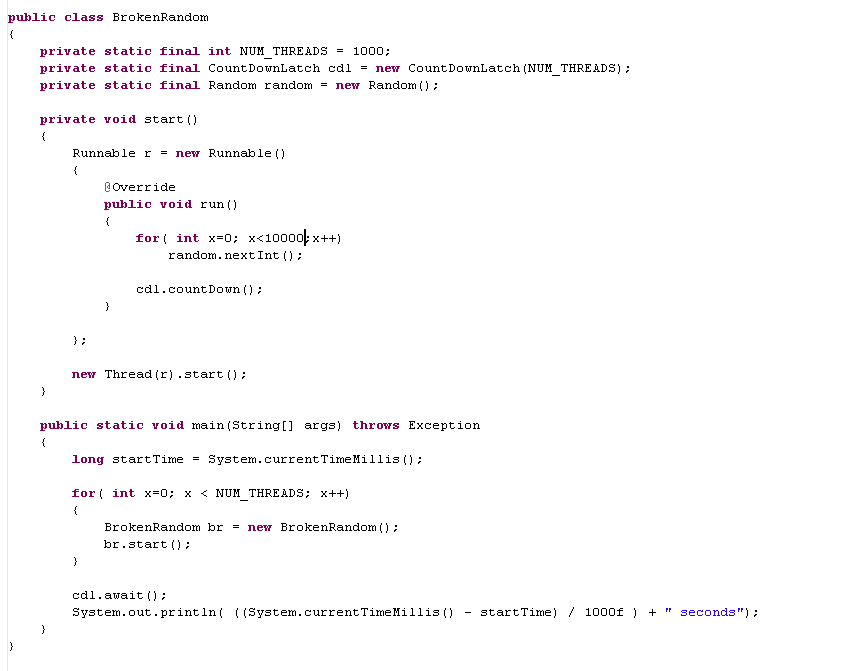 public class BrokenRandom
{
    private static final int NUM_THREADS = 1000;
    private static final CountDownLatch cdl = new CountDownLatch(NUM_THREADS);
    private static final Random random = new Random();

    private void start()
    {
        Runnable r = new Runnable()
        {
            @Override
            public void run()
            {
                for( int x=0; x<10000;x++)
                    random.nextInt();

                cdl.countDown();
            }

        };

        new Thread(r).start();
    }

    public static void main(String[] args) throws Exception
    {
        long startTime = System.currentTimeMillis();

        for( int x=0; x < NUM_THREADS; x++)
        {
            BrokenRandom br = new BrokenRandom();
            br.start();
        }

        cdl.await();
        System.out.println( ((System.currentTimeMillis() - startTime) / 1000f ) + " seconds");
    }
}